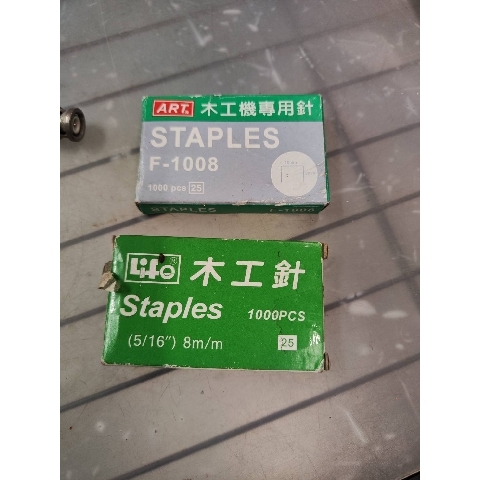 ART.
木工機專用針
STAPLES
F-1008
1000 pcs 25
STAPLES
F-1008
Life®
木工針
Staples
1000PCS
(5/16") 8m/m
25